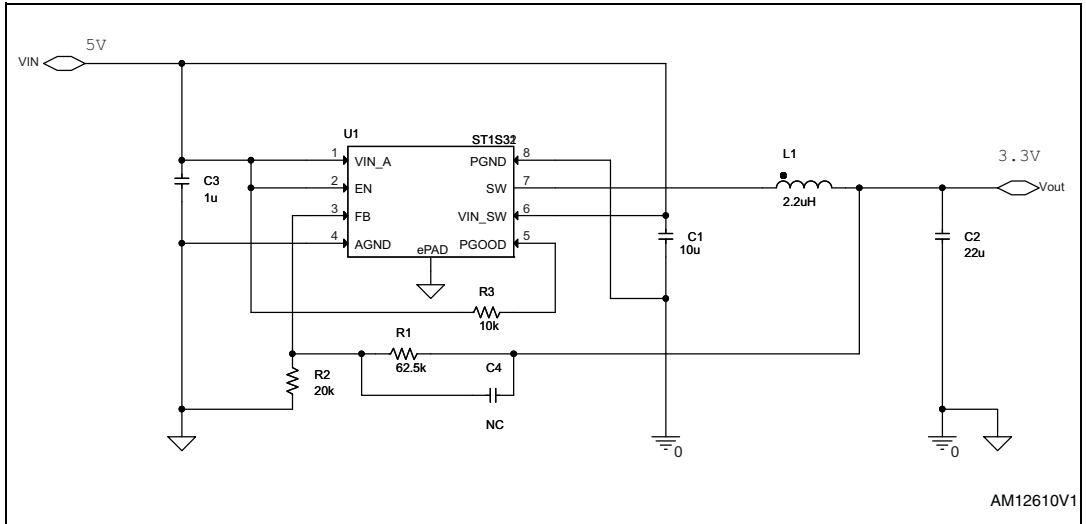 5V
VIN
U1
ST1S32
1 VIN_A
2 EN
3 FB
4 AGND
PGND 8
SW 7
VIN_SW 6
PGOOD 5
ePAD
C3
1u
L1
2.2uH
3.3V
Vout
C1
10u
C2
22u
R3
10k
R1
62.5k
C4
NC
R2
20k
0
0
AM12610V1